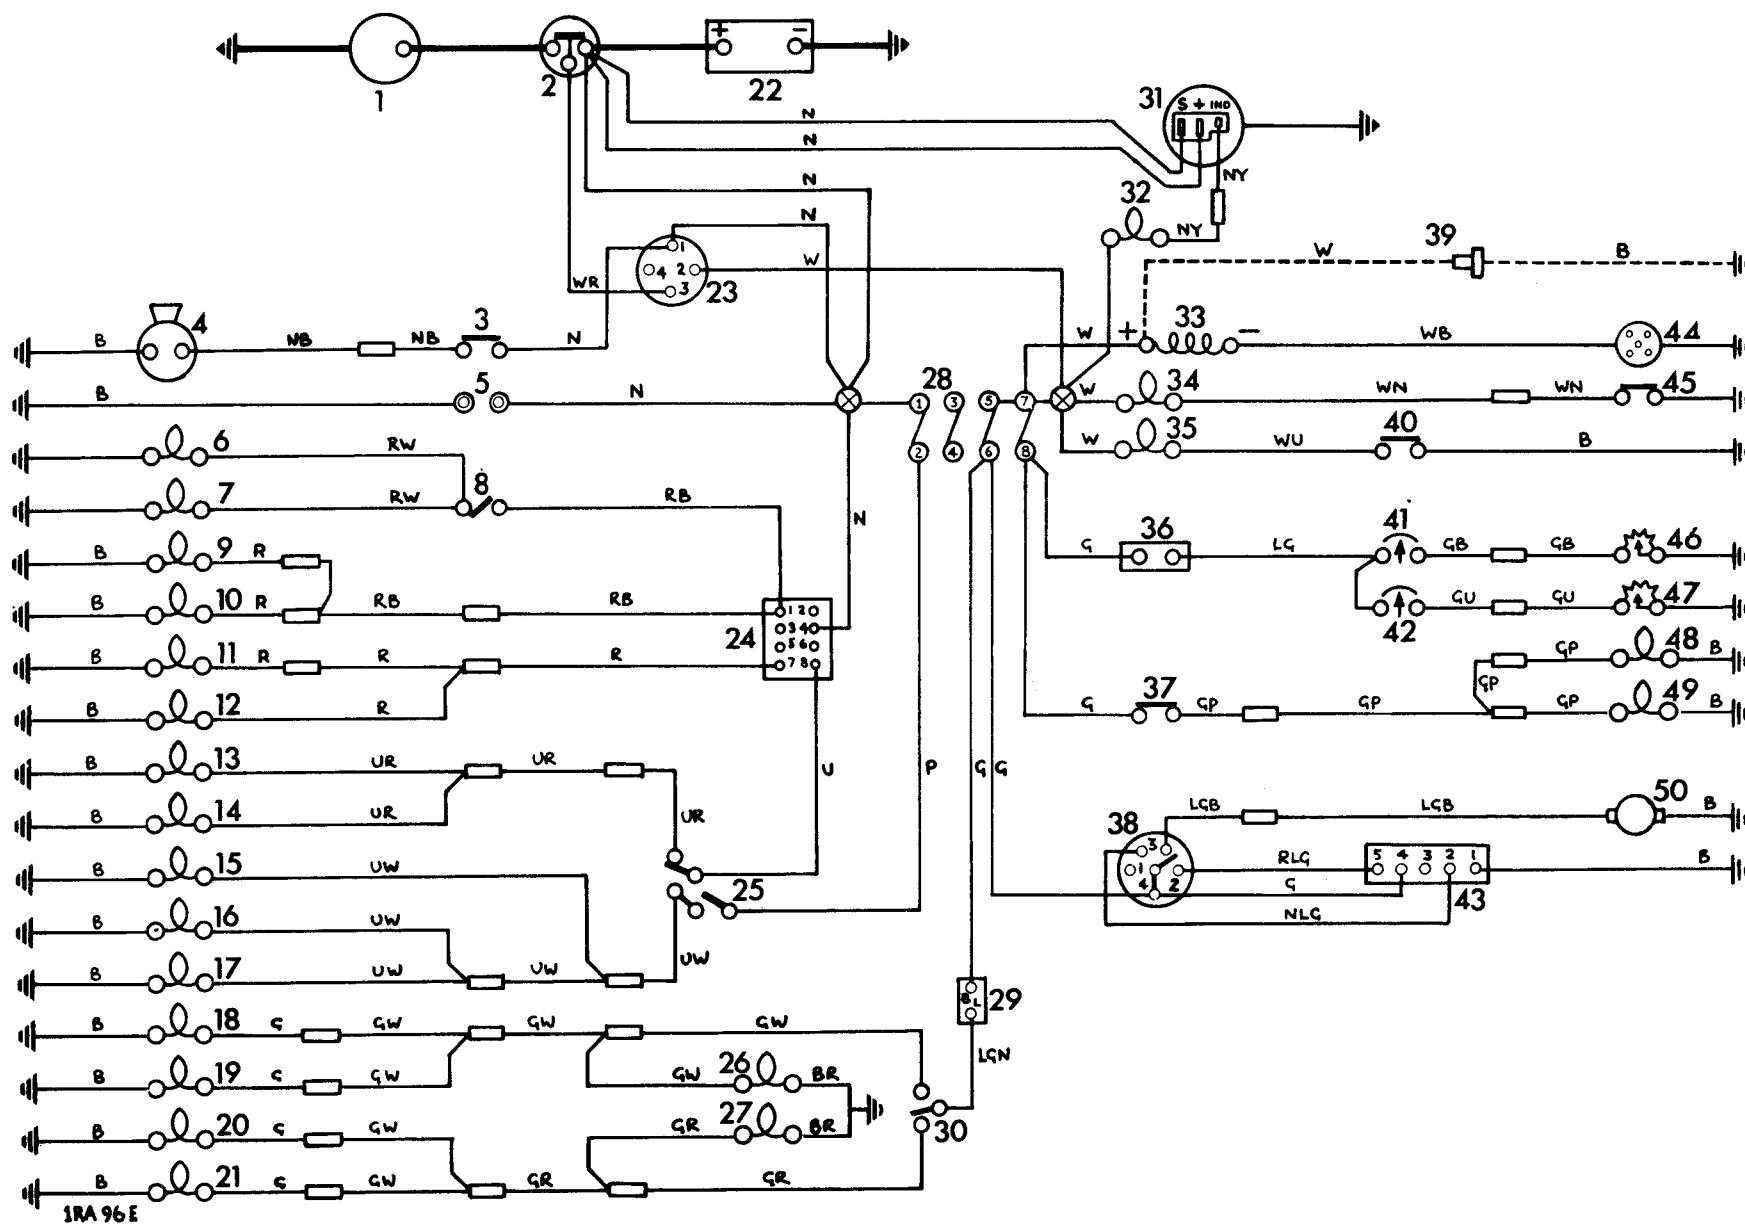 1
2
+ −
22
31 S + IND
N
N
NY
32
N
NY
39
W B
N
W
1
4 2
3
23
WR
4
3
B NB NB N
W + 33 − WB 44
5
B N
28
1 3 5 7
2 4 6 8
W 34 WN WN 45
W 35 WU 40 B
6
RW
7
RW 8 RB
N
36
G LG
41
GB GB 46
9
B R
10
B R RB RB
1 2
3 4
5 6
7 8
24
42
GU GU 47
11
B R R R
GP 48 B
GP
12
B R
37
G GP GP GP 49 B
13
B UR UR
U P G G
14
B UR UR
LGB LGB 50 B
38
3
1
4 2
RLG
5 4 3 2 1
B
G
43
NLG
15
B UW
25
16
B UW
17
B UW UW UW
8 L 29
18
B G GW GW GW
LGN
19
B G GW
GW 26 BR
20
B G GW
GR 27 BR
30
21
B G GW GR GR
1RA 96 E